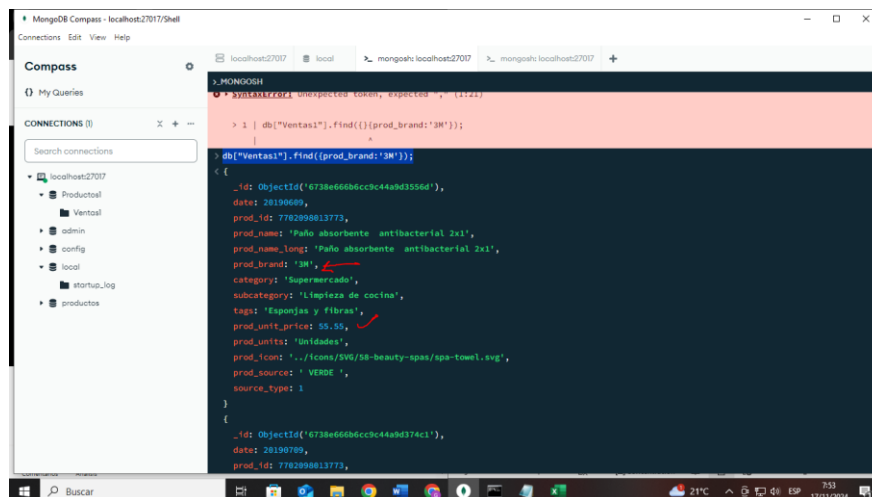 MongoDB Compass - localhost:27017/Shell
Connections Edit View Help
Compass
localhost:27017 local >_ mongosh: localhost:27017 >_ mongosh: localhost:27017 +
>_MONGOSH
{} My Queries
SyntaxError: Unexpected token, expected "," (1:21)
CONNECTIONS (1)
> 1 | db["Ventas1"].find({}{prod_brand:'3M'});
| ^
Search connections
> db["Ventas1"].find({prod_brand:'3M'});
< {
localhost:27017
_id: ObjectId('6738e666b6cc9c44a9d3556d'),
Productos1
date: 20190609,
Ventas1
prod_id: 7702098013773,
admin
prod_name: 'Paño absorbente  antibacterial 2x1',
config
prod_name_long: 'Paño absorbente  antibacterial 2x1',
local
prod_brand: '3M',
startup_log
category: 'Supermercado',
productos
subcategory: 'Limpieza de cocina',
tags: 'Esponjas y fibras',
prod_unit_price: 55.55,
prod_units: 'Unidades',
prod_icon: '../icons/SVG/58-beauty-spas/spa-towel.svg',
prod_source: ' VERDE ',
source_type: 1
}
{
_id: ObjectId('6738e666b6cc9c44a9d374c1'),
date: 20190709,
prod_id: 7702098013773,
Buscar
21°C ESP 7:53
17/11/2024